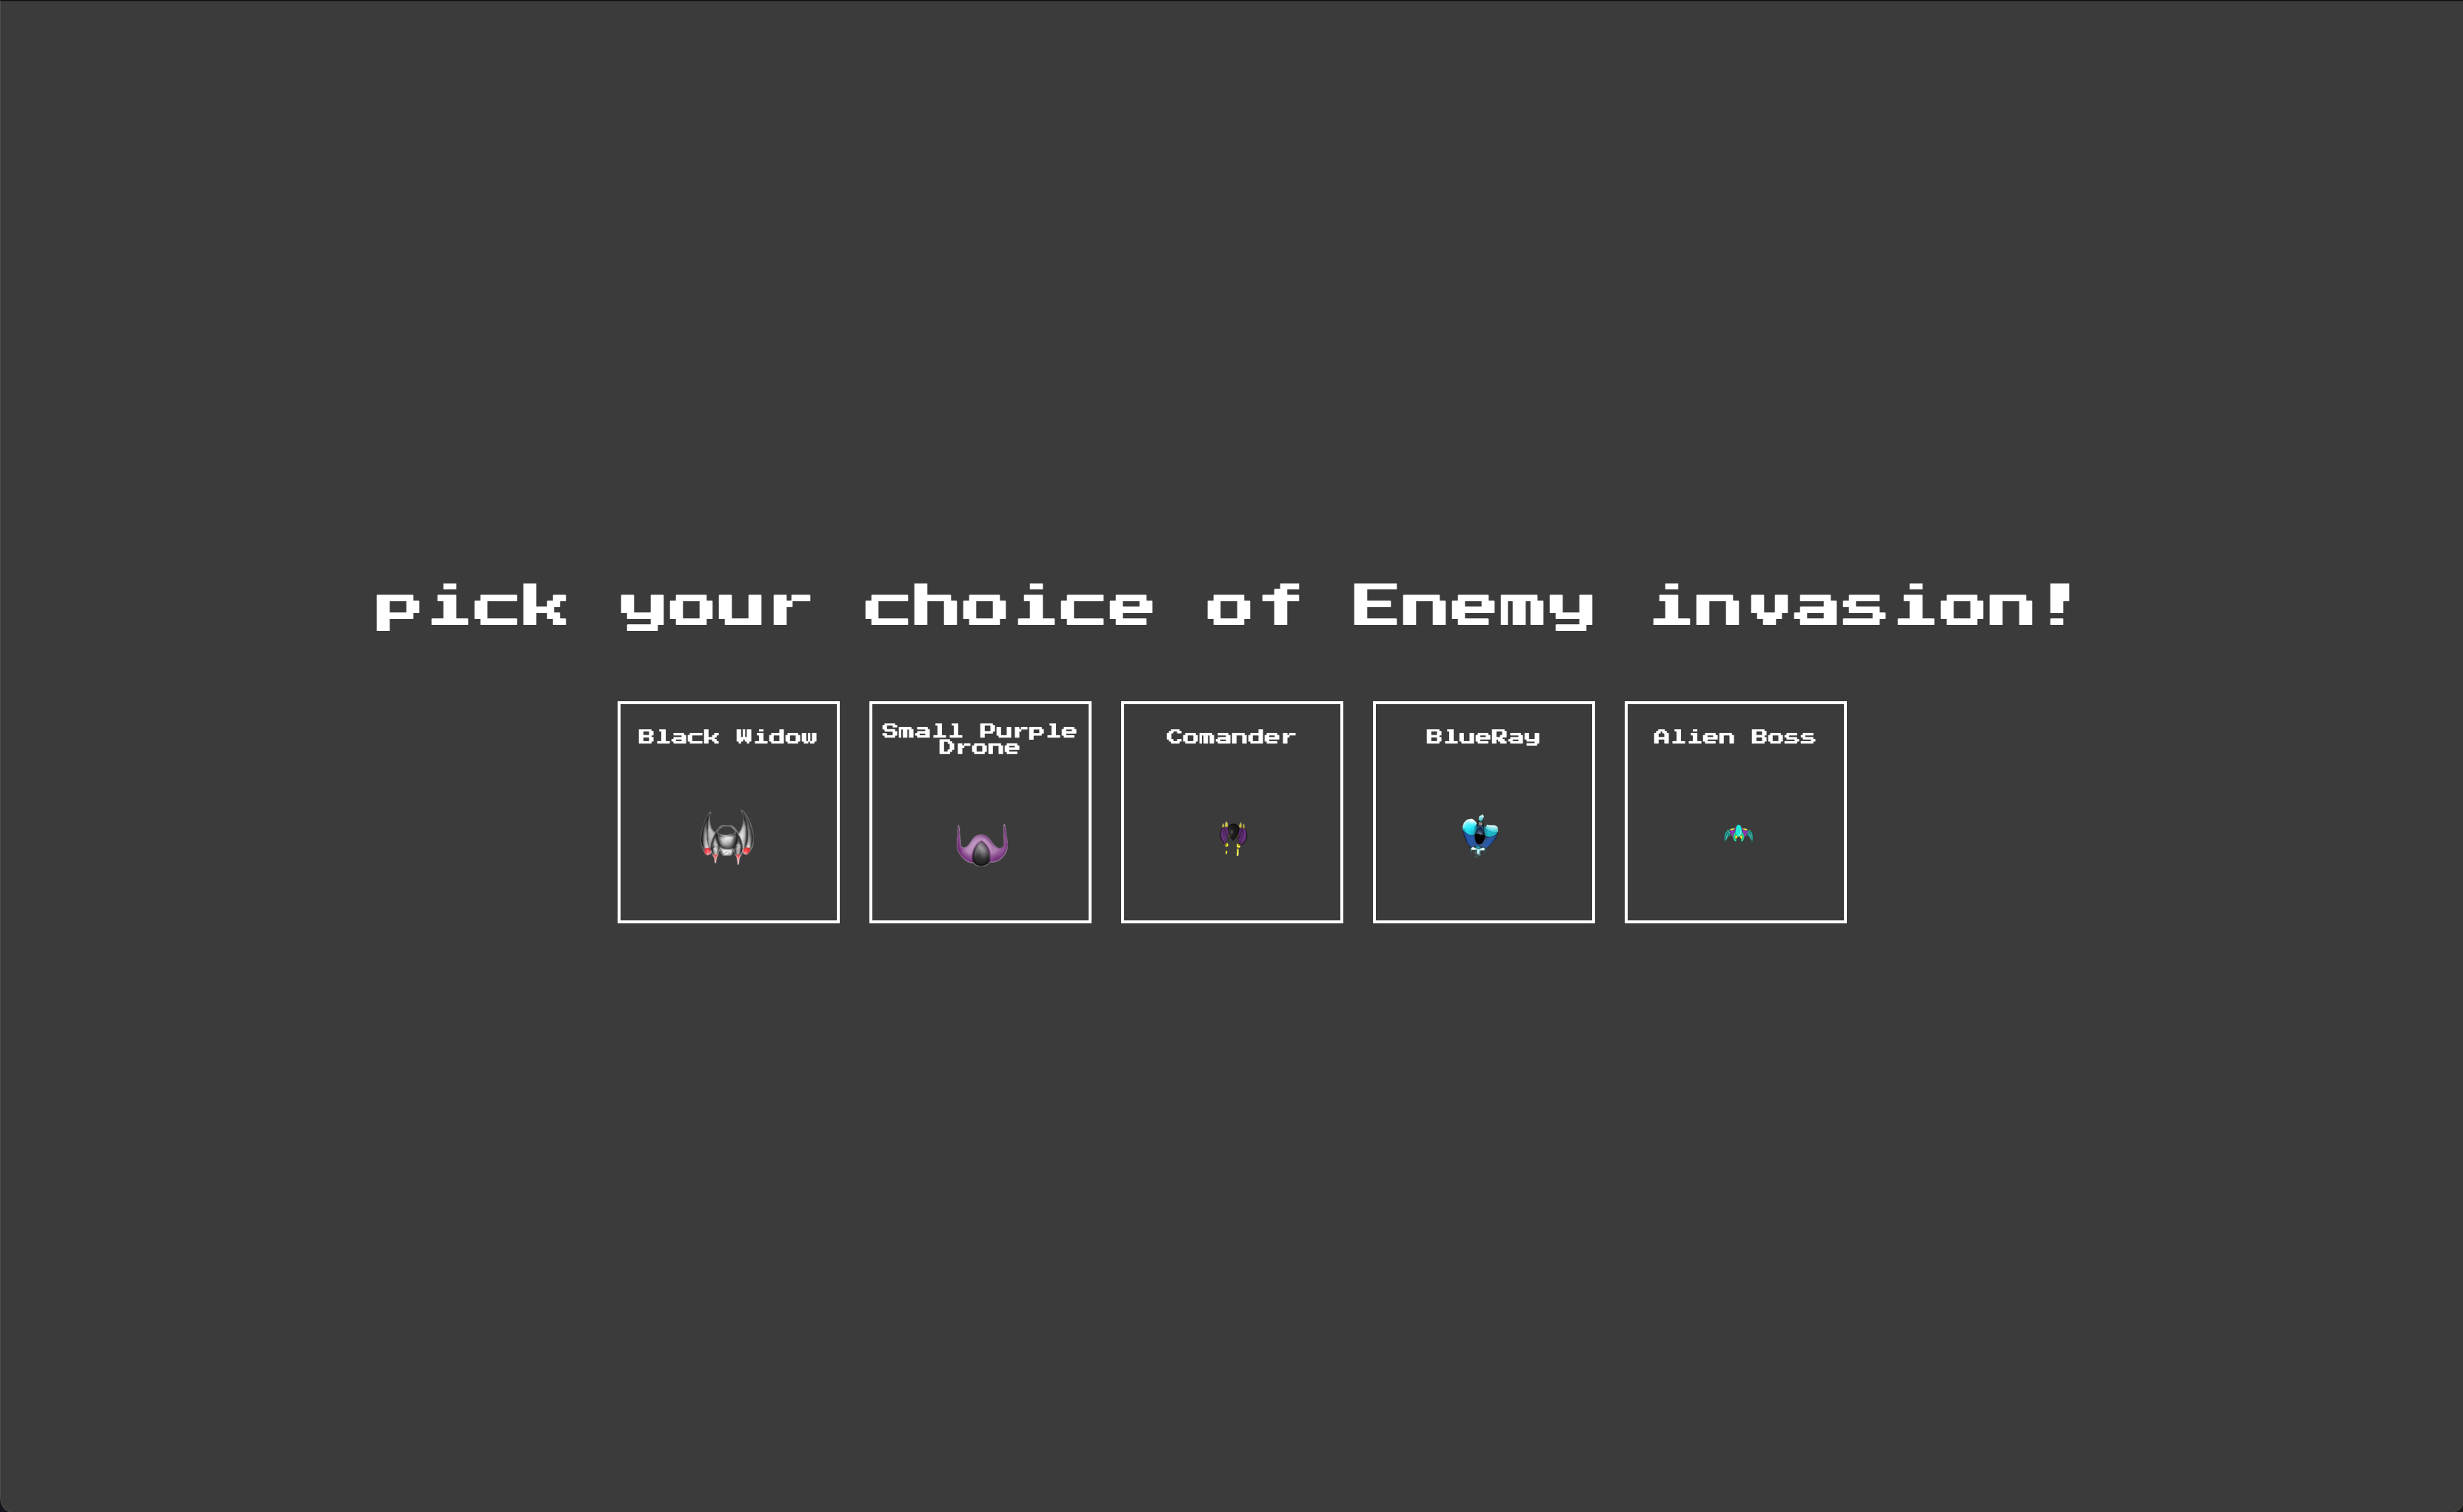 pick your choice of Enemy invasion!
Black Widow
Small Purple
Drone
Comander
BlueRay
Alien Boss